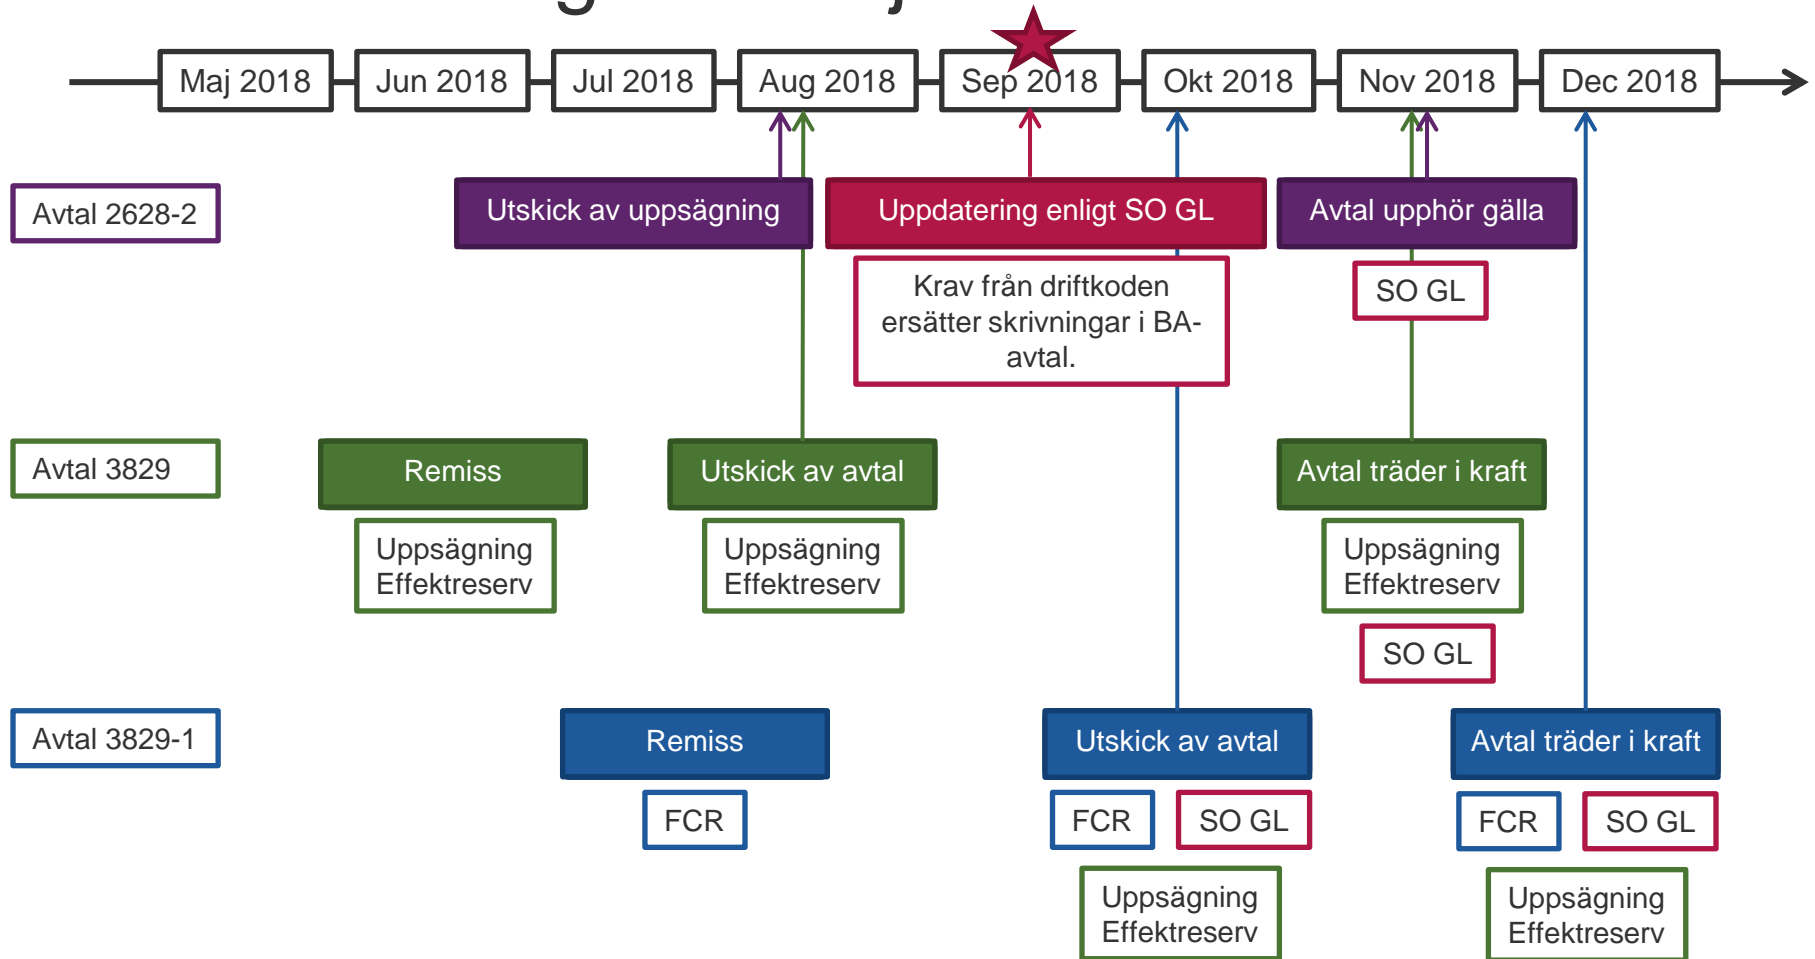 Maj 2018
Jun 2018
Jul 2018
Aug 2018
Sep 2018
Okt 2018
Nov 2018
Dec 2018
Avtal 2628-2
Utskick av uppsägning
Uppdatering enligt SO GL
Avtal upphör gälla
Krav från driftkoden
ersätter skrivningar i BA-
avtal.
SO GL
Avtal 3829
Remiss
Utskick av avtal
Avtal träder i kraft
Uppsägning
Effektreserv
Uppsägning
Effektreserv
Uppsägning
Effektreserv
SO GL
Avtal 3829-1
Remiss
Utskick av avtal
Avtal träder i kraft
FCR
FCR
SO GL
FCR
SO GL
Uppsägning
Effektreserv
Uppsägning
Effektreserv